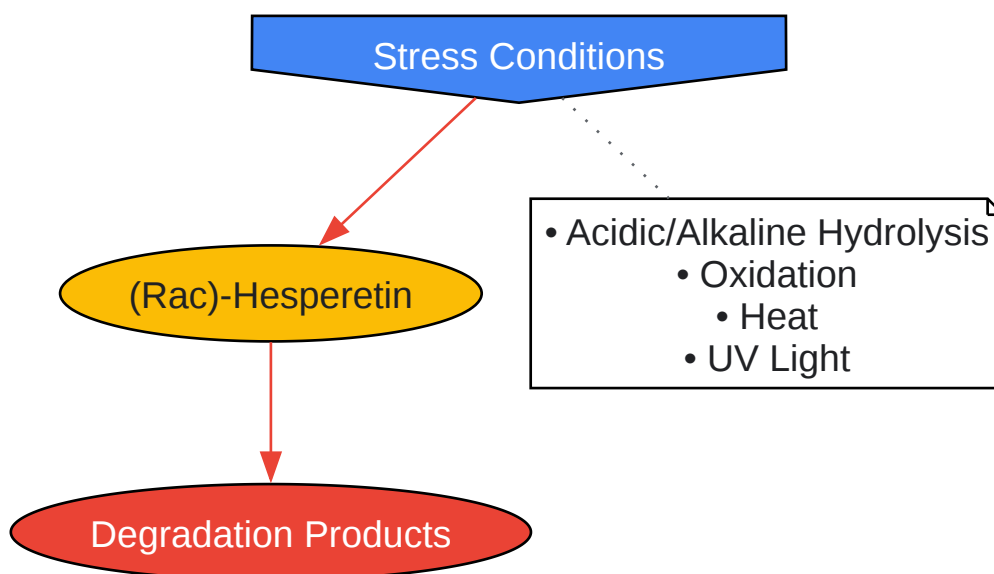 Stress Conditions
• Acidic/Alkaline Hydrolysis
• Oxidation
• Heat
• UV Light
(Rac)-Hesperetin
Degradation Products